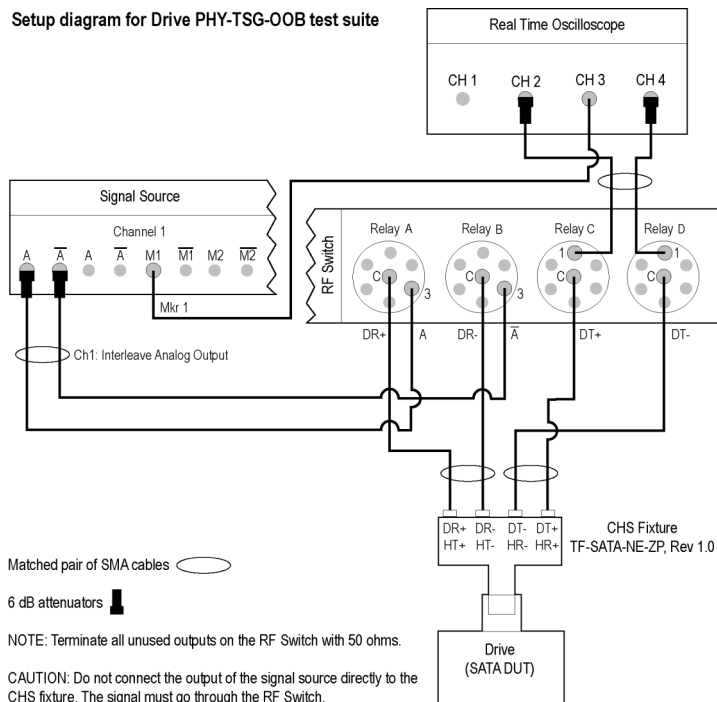 Setup diagram for Drive PHY-TSG-OOB test suite
Real Time Oscilloscope
CH 1 CH 2 CH 3 CH 4
Signal Source
Channel 1
A A̅ A A̅ M1 M̅1̅ M2 M̅2̅
Mkr 1
Ch1: Interleave Analog Output
RF Switch
Relay A Relay B Relay C Relay D
1 1
C C C C
3 3
DR+ A DR- A̅ DT+ DT-
DR+ DR- DT- DT+
HT+ HT- HR- HR+
CHS Fixture
TF-SATA-NE-ZP, Rev 1.0
Matched pair of SMA cables
6 dB attenuators
NOTE: Terminate all unused outputs on the RF Switch with 50 ohms.
CAUTION: Do not connect the output of the signal source directly to the
CHS fixture. The signal must go through the RF Switch.
Drive
(SATA DUT)